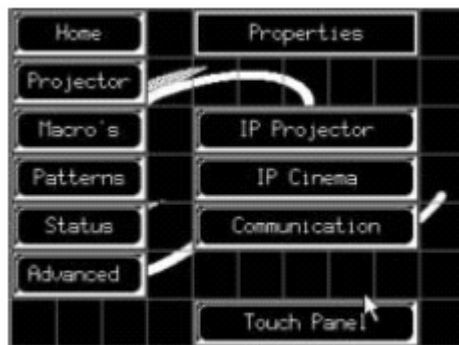 Home
Properties
Projector
Macro's
IP Projector
Patterns
IP Cinema
Status
Communication
Advanced
Touch Panel